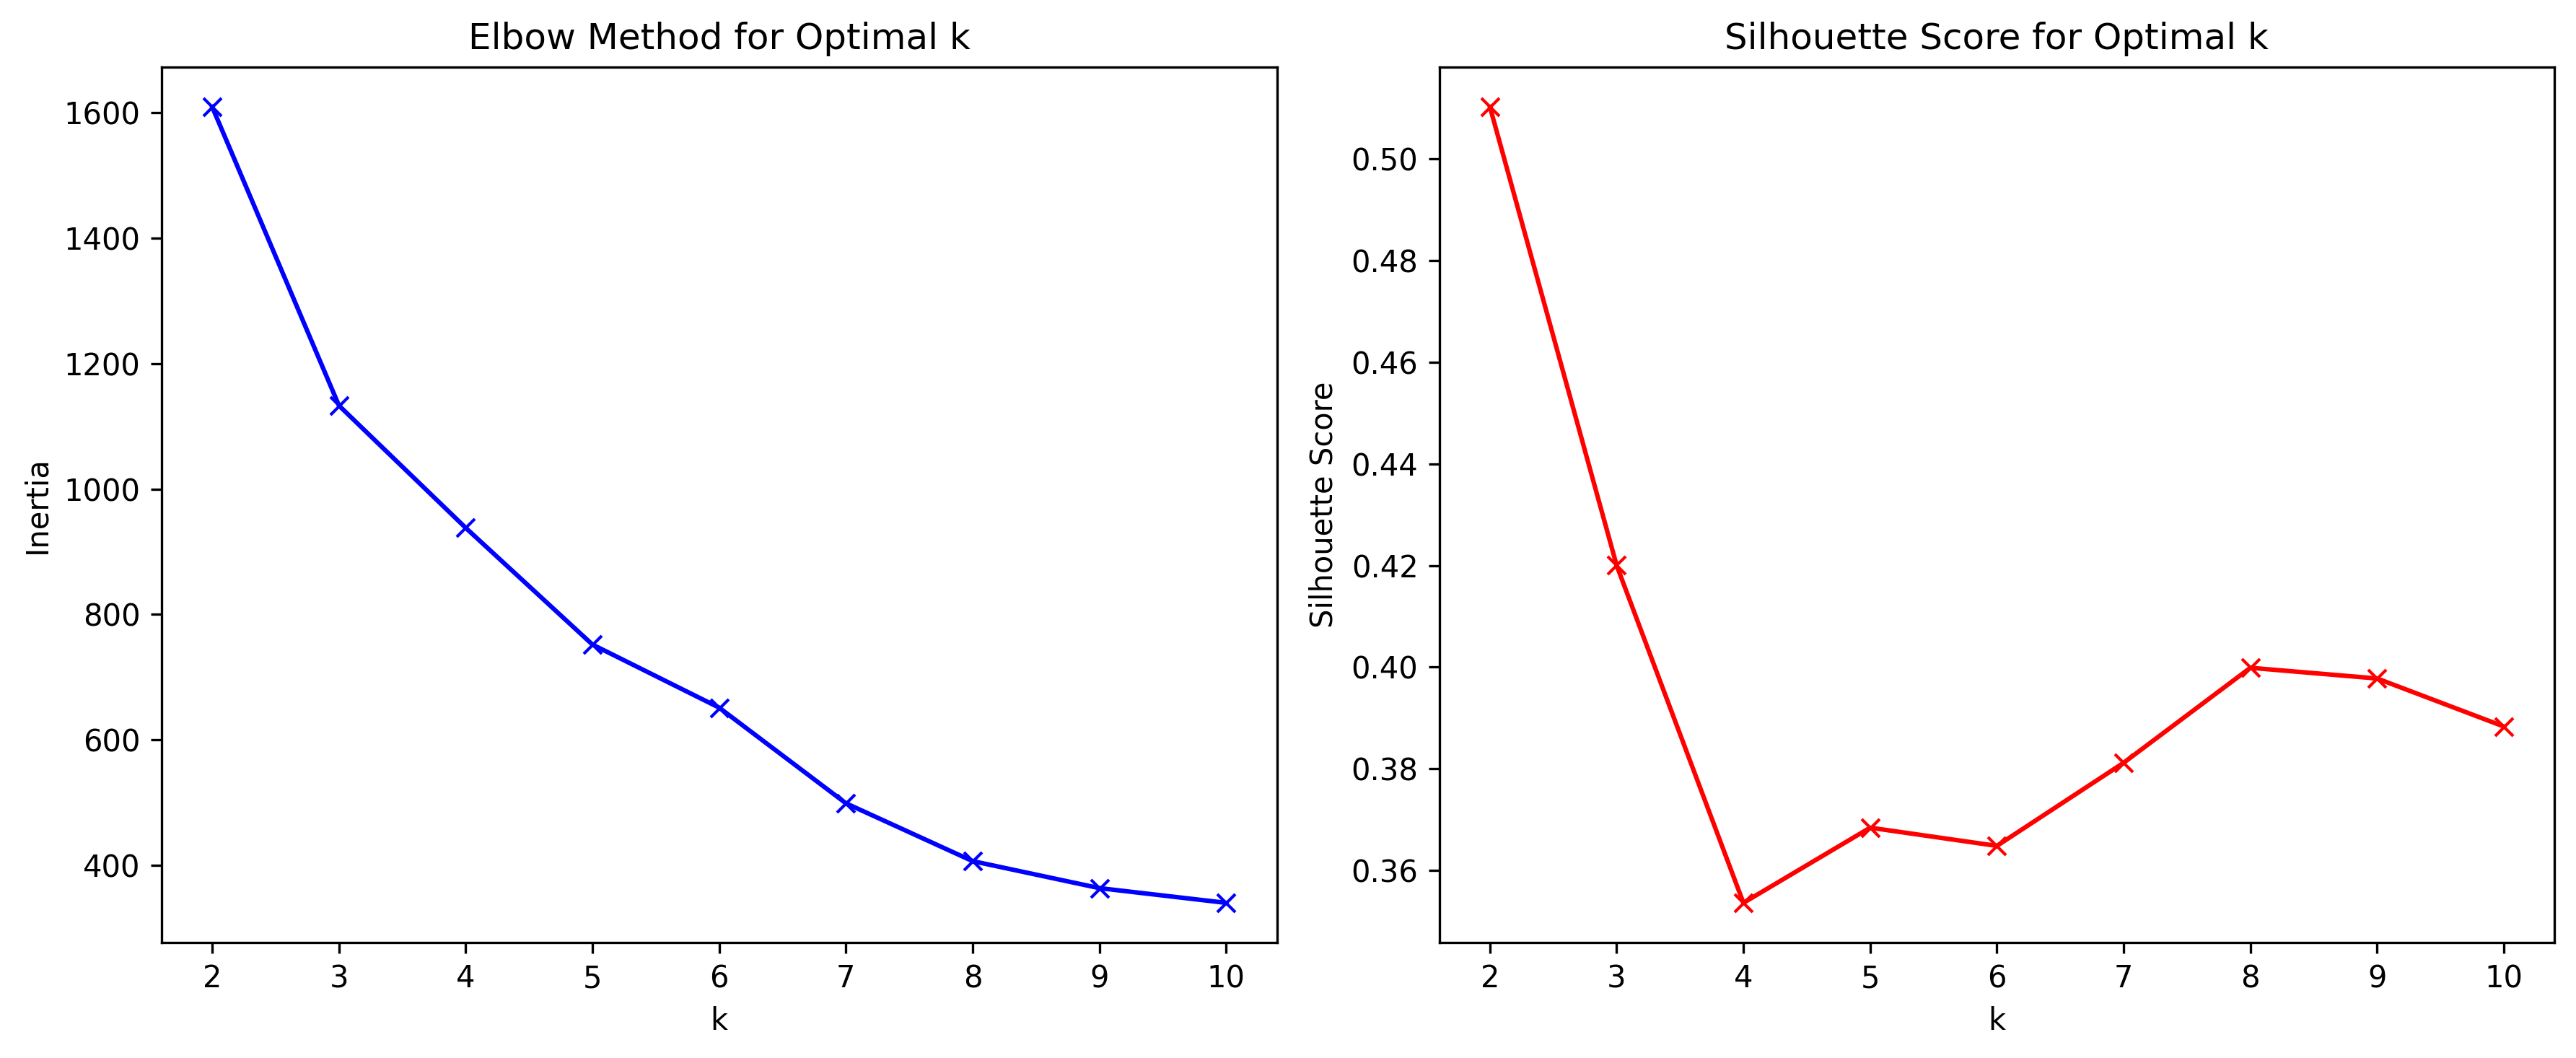 Elbow Method for Optimal k
1600
1400
1200
1000
800
600
400
Inertia
2 3 4 5 6 7 8 9 10
k
Silhouette Score for Optimal k
0.50
0.48
0.46
0.44
0.42
0.40
0.38
0.36
Silhouette Score
2 3 4 5 6 7 8 9 10
k